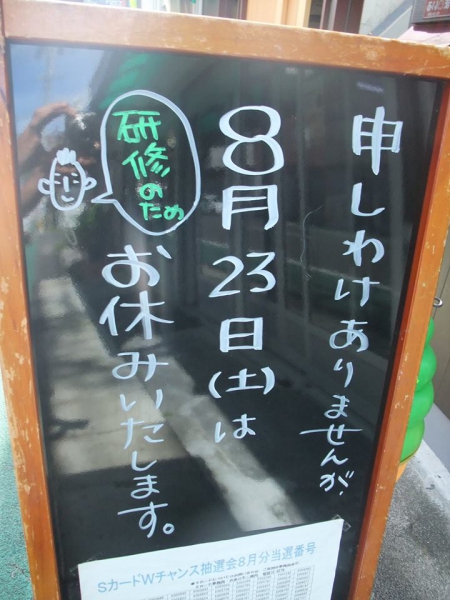 申しわけありませんが、
8月23日(土)は
研修のため
お休みいたします。
SカードWチャンス抽選会8月分当選番号